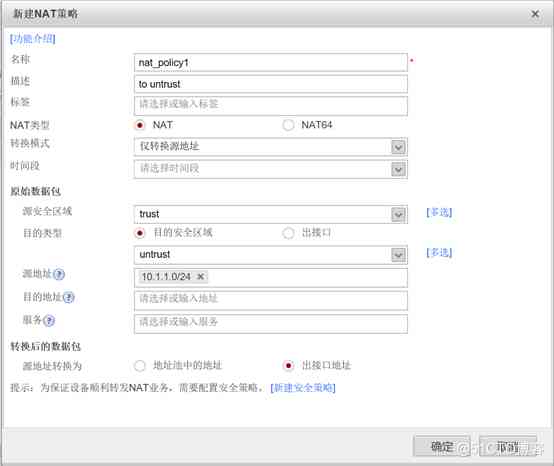 新建NAT策略
[功能介绍]
名称 nat_policy1 *
描述 to untrust
标签 请选择或输入标签
NAT类型 NAT NAT64
转换模式 仅转换源地址
时间段 请选择时间段
原始数据包
源安全区域 trust [多选]
目的类型 目的安全区域 出接口
untrust [多选]
源地址 ? 10.1.1.0/24
目的地址 ? 请选择或输入地址
服务 ? 请选择或输入服务
转换后的数据包
源地址转换为 地址池中的地址 出接口地址
提示：为保证设备顺利转发NAT业务，需要配置安全策略。 [新建安全策略]
确定 取消
@51CTO博客